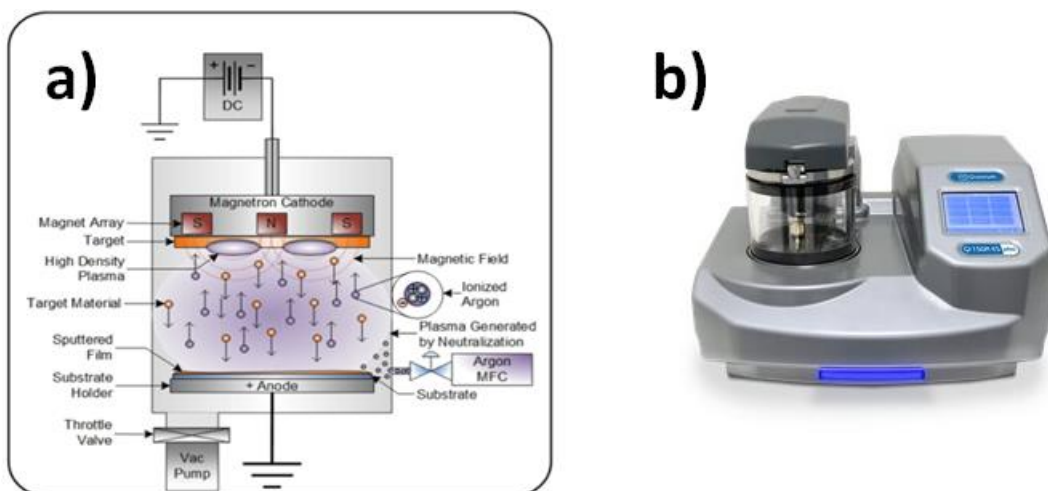 a)
b)
+ −
DC
Magnetron Cathode
Magnet Array
S N S
Target
High Density
Plasma
Magnetic Field
Target Material
Ionized
Argon
Plasma Generated
by Neutralization
Sputtered
Film
Argon
MFC
Substrate
Holder
+ Anode
Substrate
Throttle
Valve
Vac
Pump
Quorum